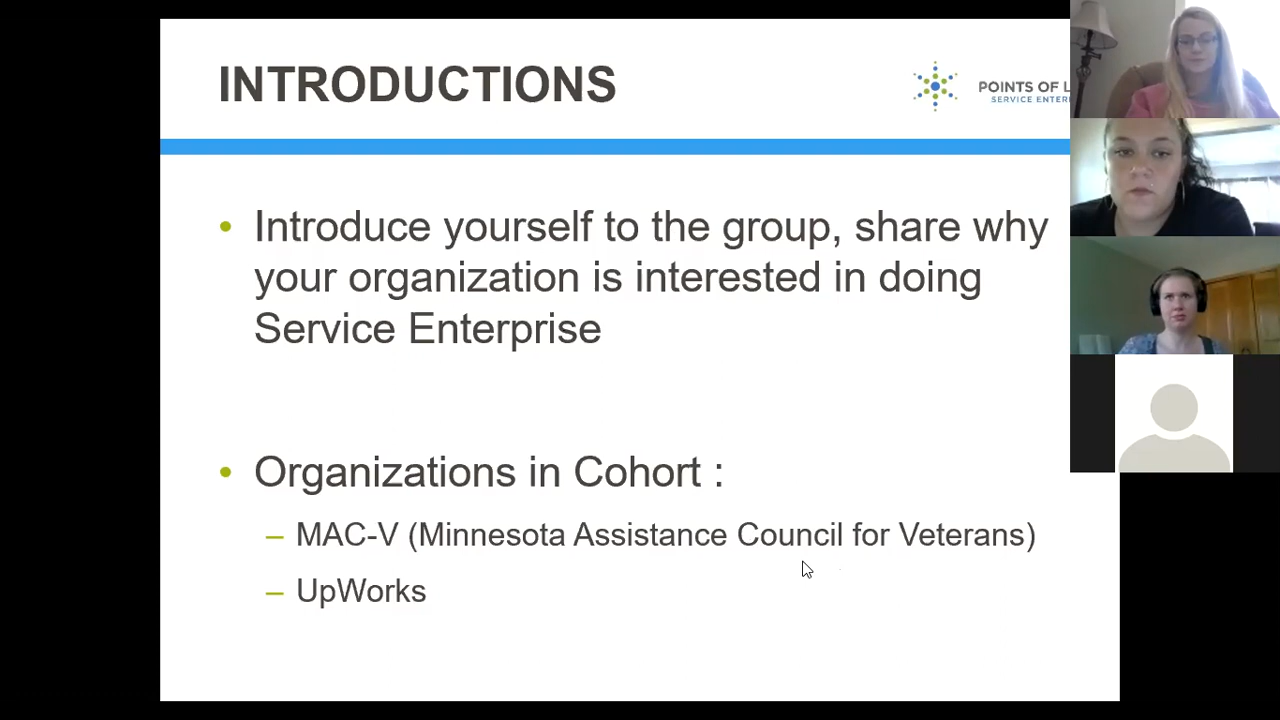 INTRODUCTIONS
POINTS OF L
SERVICE ENTER
• Introduce yourself to the group, share why
your organization is interested in doing
Service Enterprise
• Organizations in Cohort :
– MAC-V (Minnesota Assistance Council for Veterans)
– UpWorks